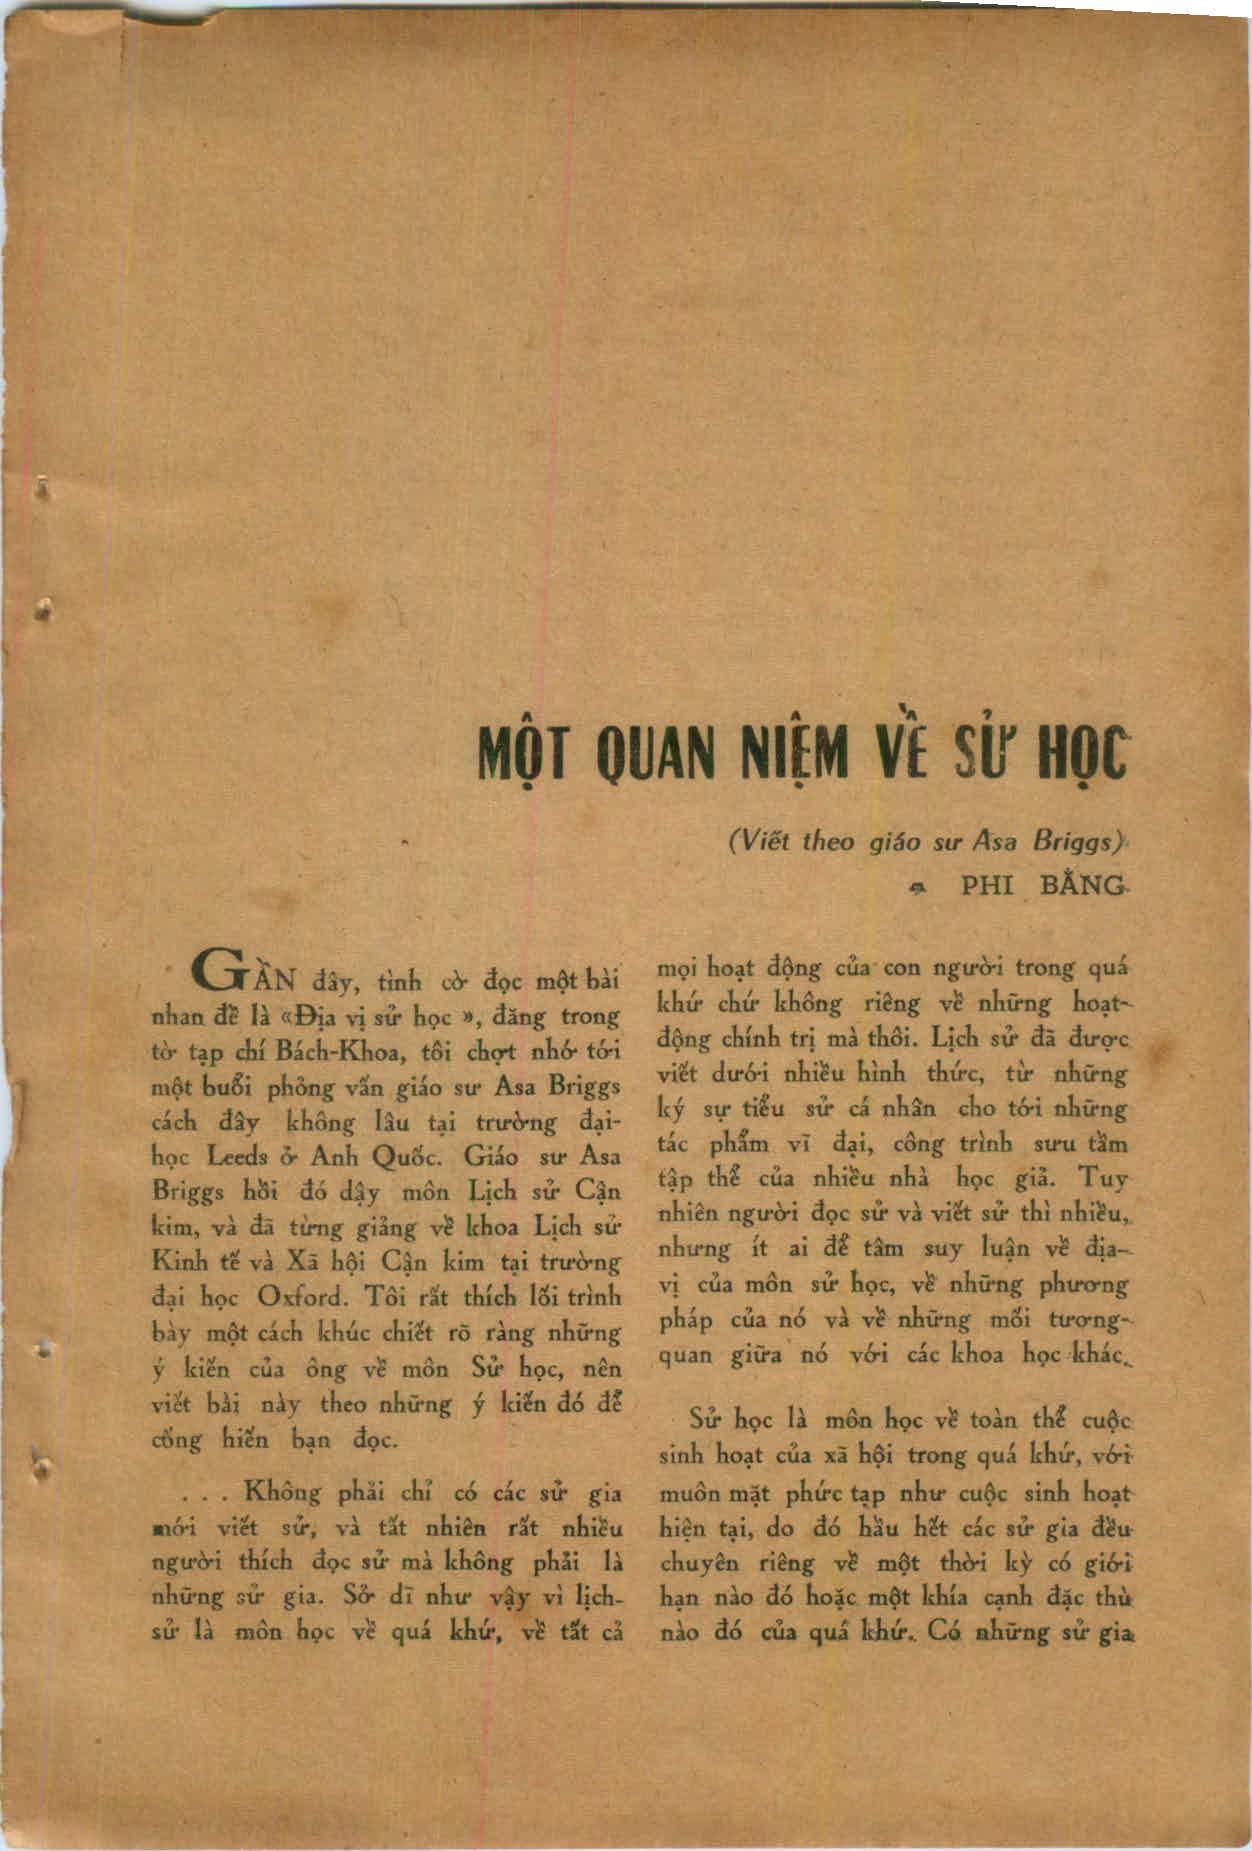 MỘT QUAN NIỆM VỀ SỬ HỌC
(Viết theo giáo sư Asa Briggs)
PHI BẰNG
GẦN đây, tình cờ đọc một bài
nhan đề là «Địa vị sử học », đăng trong
tờ tạp chí Bách-Khoa, tôi chợt nhớ tới
một buổi phỏng vấn giáo sư Asa Briggs
cách đây không lâu tại trường đại-
học Leeds ở Anh Quốc. Giáo sư Asa
Briggs hồi đó dậy môn Lịch sử Cận
kim, và đã từng giảng về khoa Lịch sử
Kinh tế và Xã hội Cận kim tại trường
đại học Oxford. Tôi rất thích lối trình
bày một cách khúc chiết rõ ràng những
ý kiến của ông về môn Sử học, nên
viết bài này theo những ý kiến đó để
cống hiến bạn đọc.
. . . Không phải chỉ có các sử gia
mới viết sử, và tất nhiên rất nhiều
người thích đọc sử mà không phải là
những sử gia. Sở dĩ như vậy vì lịch-
sử là môn học về quá khứ, về tất cả
mọi hoạt động của con người trong quá
khứ chứ không riêng về những hoạt-
động chính trị mà thôi. Lịch sử đã được
viết dưới nhiều hình thức, từ những
ký sự tiểu sử cá nhân cho tới những
tác phẩm vĩ đại, công trình sưu tầm
tập thể của nhiều nhà học giả. Tuy
nhiên người đọc sử và viết sử thì nhiều,
nhưng ít ai để tâm suy luận về địa-
vị của môn sử học, về những phương
pháp của nó và về những mối tương-
quan giữa nó với các khoa học khác.
Sử học là môn học về toàn thể cuộc
sinh hoạt của xã hội trong quá khứ, với
muôn mặt phức tạp như cuộc sinh hoạt
hiện tại, do đó hầu hết các sử gia đều
chuyên riêng về một thời kỳ có giới
hạn nào đó hoặc một khía cạnh đặc thù
nào đó của quá khứ. Có những sử gia